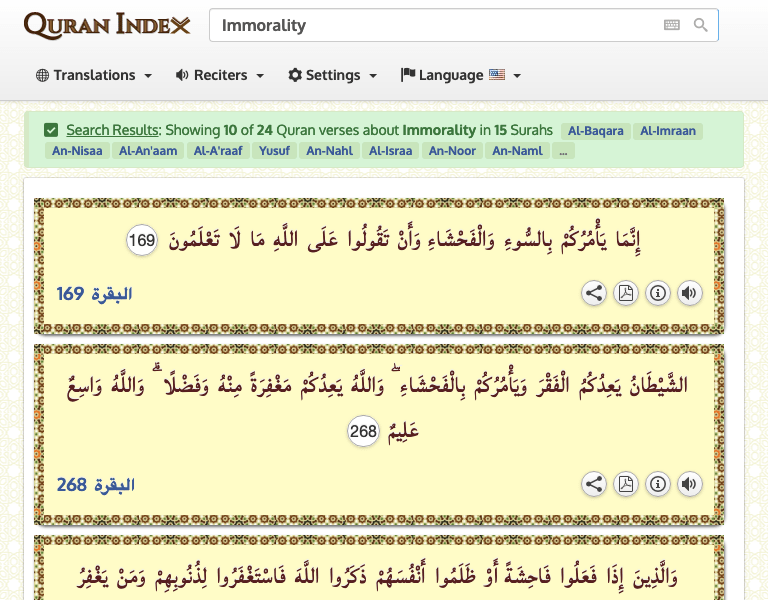 QURAN INDEX
Immorality
Translations Reciters Settings Language
Search Results: Showing 10 of 24 Quran verses about Immorality in 15 Surahs Al-Baqara Al-Imraan
An-Nisaa Al-An'aam Al-A'raaf Yusuf An-Nahl Al-Israa An-Noor An-Naml ...
إِنَّمَا يَأْمُرُكُمْ بِالسُّوءِ وَالْفَحْشَاءِ وَأَنْ تَقُولُوا عَلَى اللَّهِ مَا لَا تَعْلَمُونَ 169
البقرة 169
الشَّيْطَانُ يَعِدُكُمُ الْفَقْرَ وَيَأْمُرُكُمْ بِالْفَحْشَاءِ ۖ وَاللَّهُ يَعِدُكُمْ مَغْفِرَةً مِنْهُ وَفَضْلًا ۗ وَاللَّهُ وَاسِعٌ
عَلِيمٌ 268
البقرة 268
وَالَّذِينَ إِذَا فَعَلُوا فَاحِشَةً أَوْ ظَلَمُوا أَنْفُسَهُمْ ذَكَرُوا اللَّهَ فَاسْتَغْفَرُوا لِذُنُوبِهِمْ وَمَنْ يَغْفِرُ